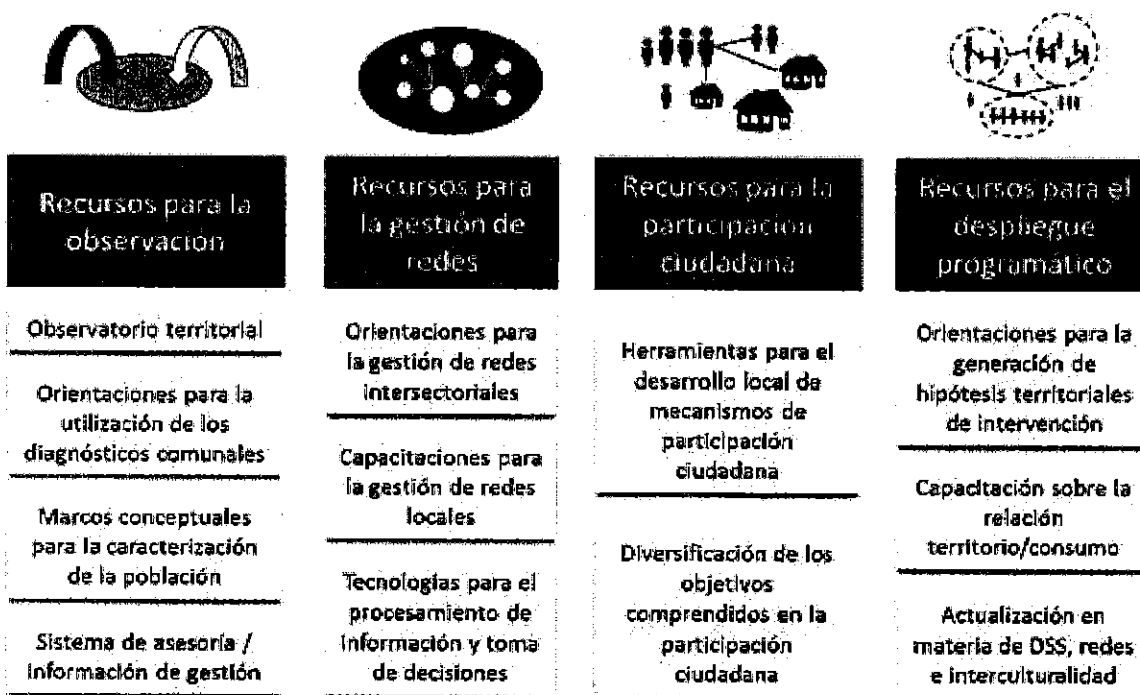 Recursos para la
observación
Observatorio territorial
Orientaciones para la
utilización de los
diagnósticos comunales
Marcos conceptuales
para la caracterización
de la población
Sistema de asesoría /
información de gestión
Recursos para
la gestión de
redes
Orientaciones para
la gestión de redes
intersectoriales
Capacitaciones para
la gestión de redes
locales
Tecnologías para el
procesamiento de
información y toma
de decisiones
Recursos para la
participación
ciudadana
Herramientas para el
desarrollo local de
mecanismos de
participación
ciudadana
Diversificación de los
objetivos
comprendidos en la
participación
ciudadana
Recursos para el
despliegue
programático
Orientaciones para la
generación de
hipótesis territoriales
de intervención
Capacitación sobre la
relación
territorio/consumo
Actualización en
materia de DSS, redes
e interculturalidad